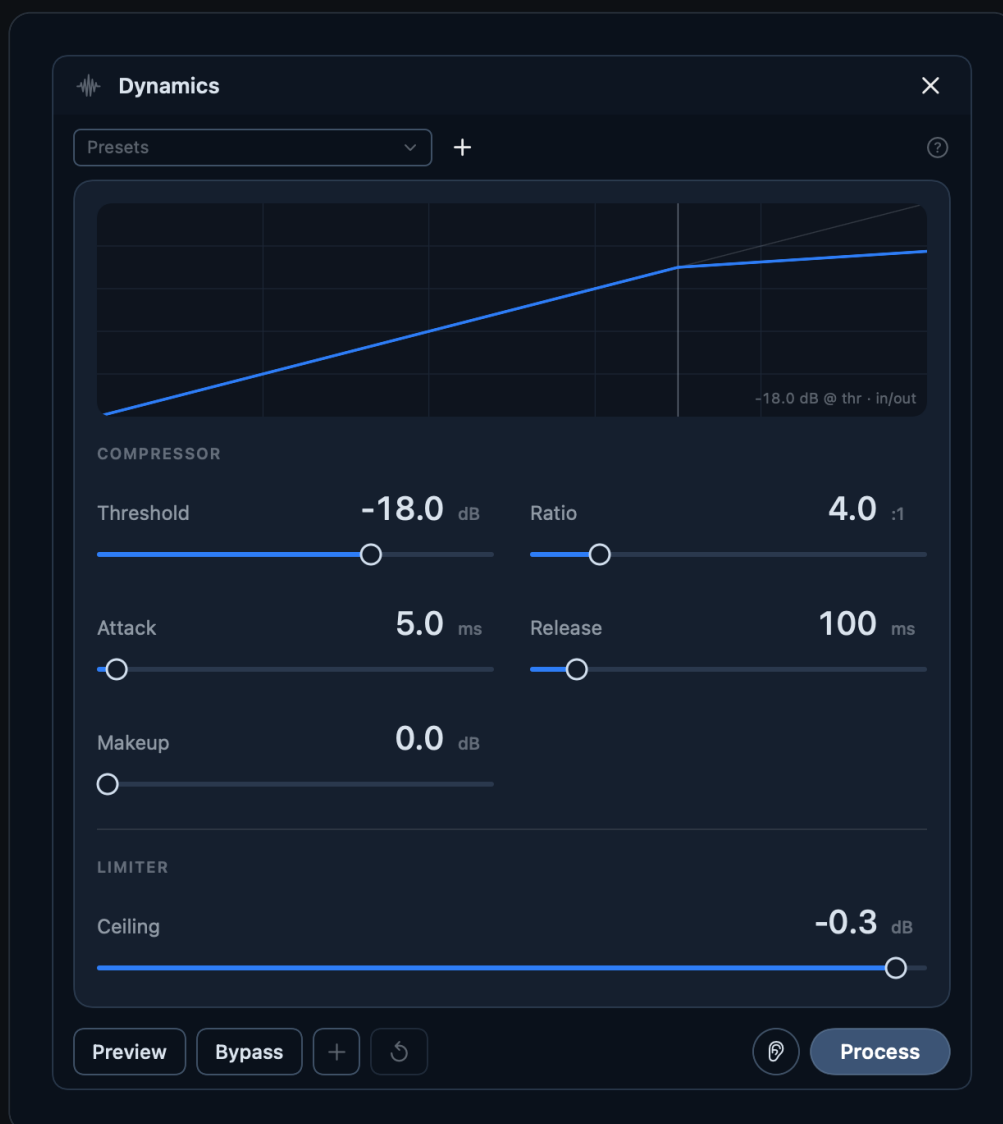 Dynamics
Presets
-18.0 dB @ thr · in/out
COMPRESSOR
Threshold -18.0 dB Ratio 4.0 :1
Attack 5.0 ms Release 100 ms
Makeup 0.0 dB
LIMITER
Ceiling -0.3 dB
Preview Bypass Process